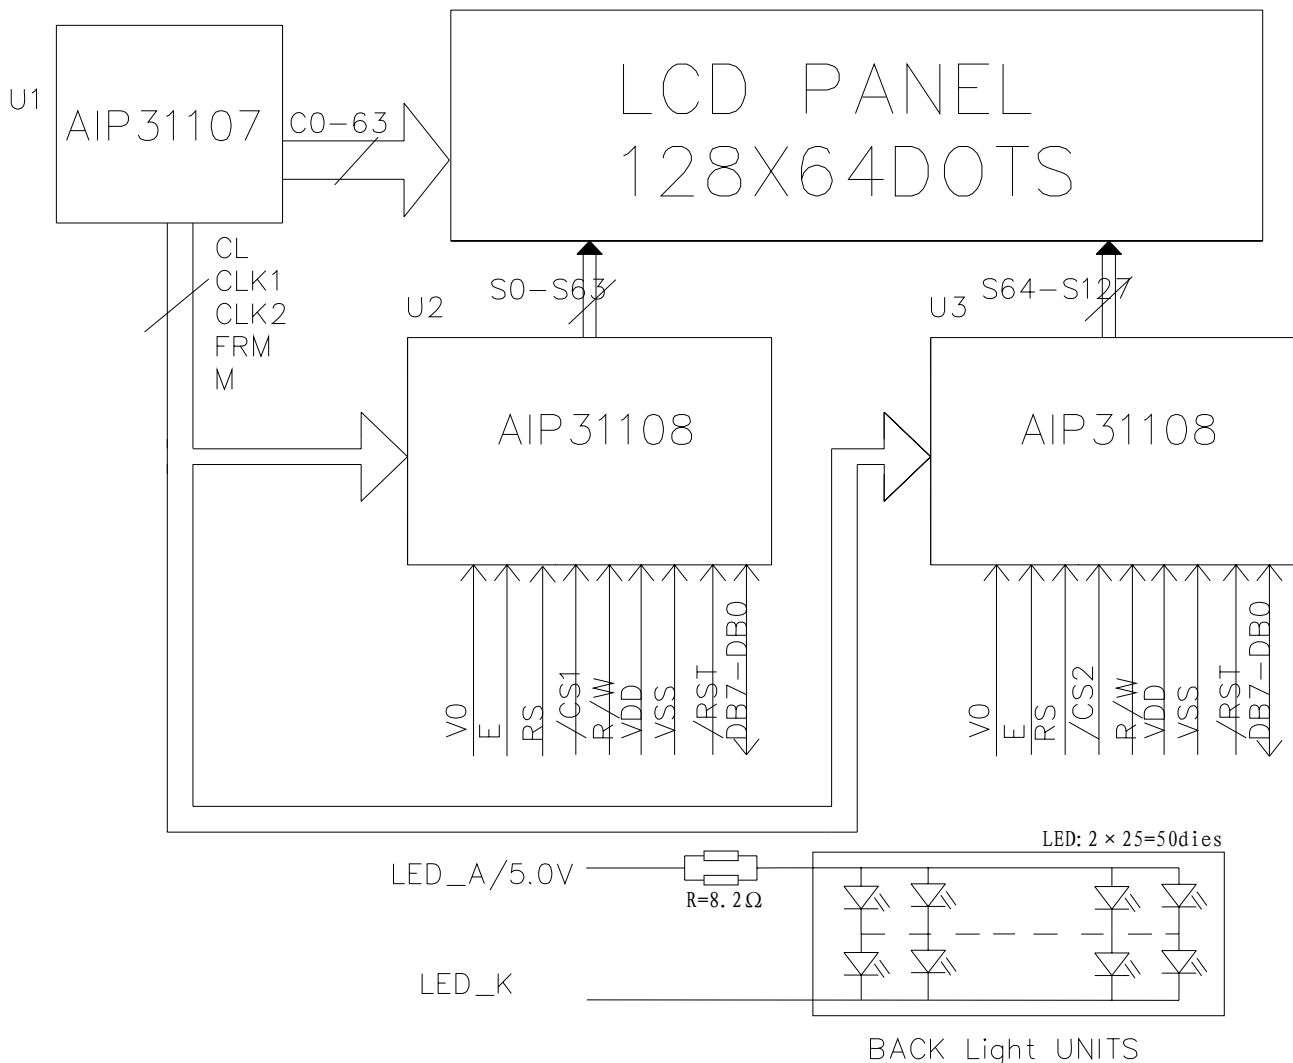 U1
AIP31107
C0-63
LCD PANEL
128X64DOTS
CL
CLK1
CLK2
FRM
M
S0-S63
U2
S64-S127
U3
AIP31108
AIP31108
V0
E
RS
/CS1
R/W
VDD
VSS
/RST
DB7-DB0
V0
E
RS
/CS2
R/W
VDD
VSS
/RST
DB7-DB0
LED: 2×25=50dies
LED_A/5.0V
R=8.2Ω
LED_K
BACK Light UNITS